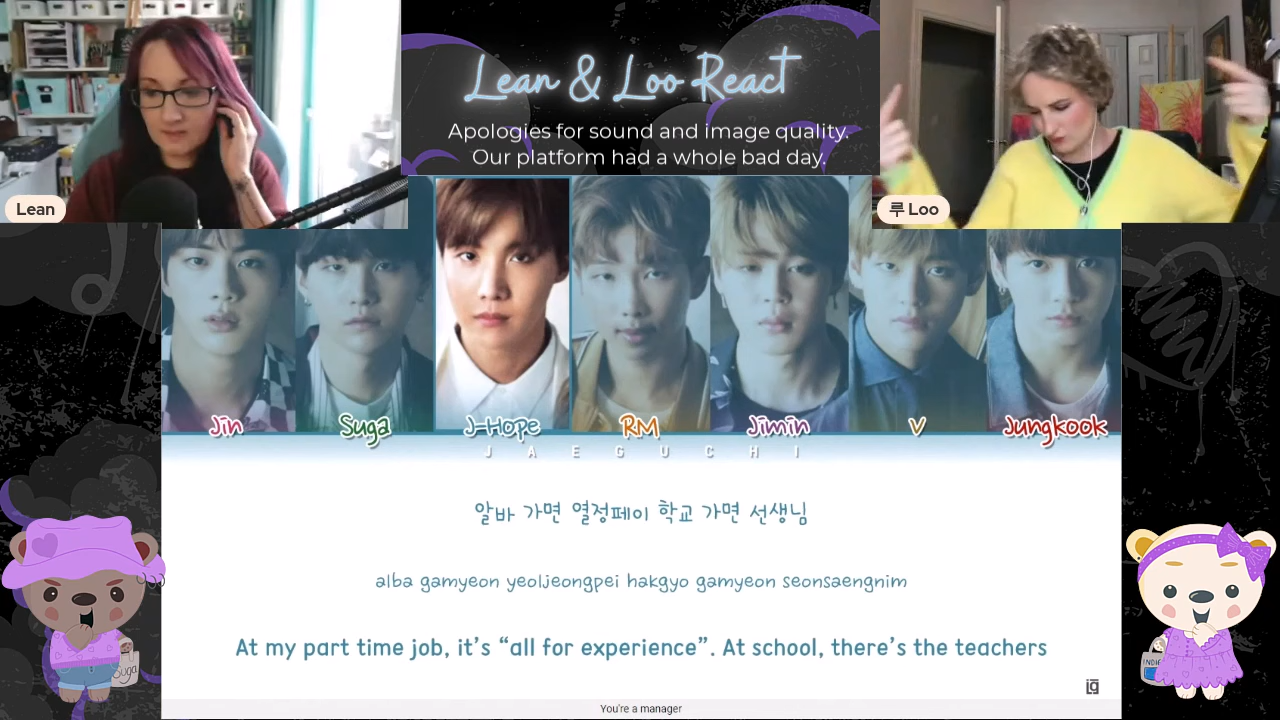 Lean & Loo React
Apologies for sound and image quality.
Our platform had a whole bad day.
Lean
루 Loo
Jin
Suga
J-Hope
RM
Jimin
V
Jungkook
JAEGUCHI
알바 가면 열정페이 학교 가면 선생님
alba gamyeon yeoljeongpei hakgyo gamyeon seonsaengnim
At my part time job, it's “all for experience”. At school, there's the teachers
Suga
INDIE
ig
You're a manager